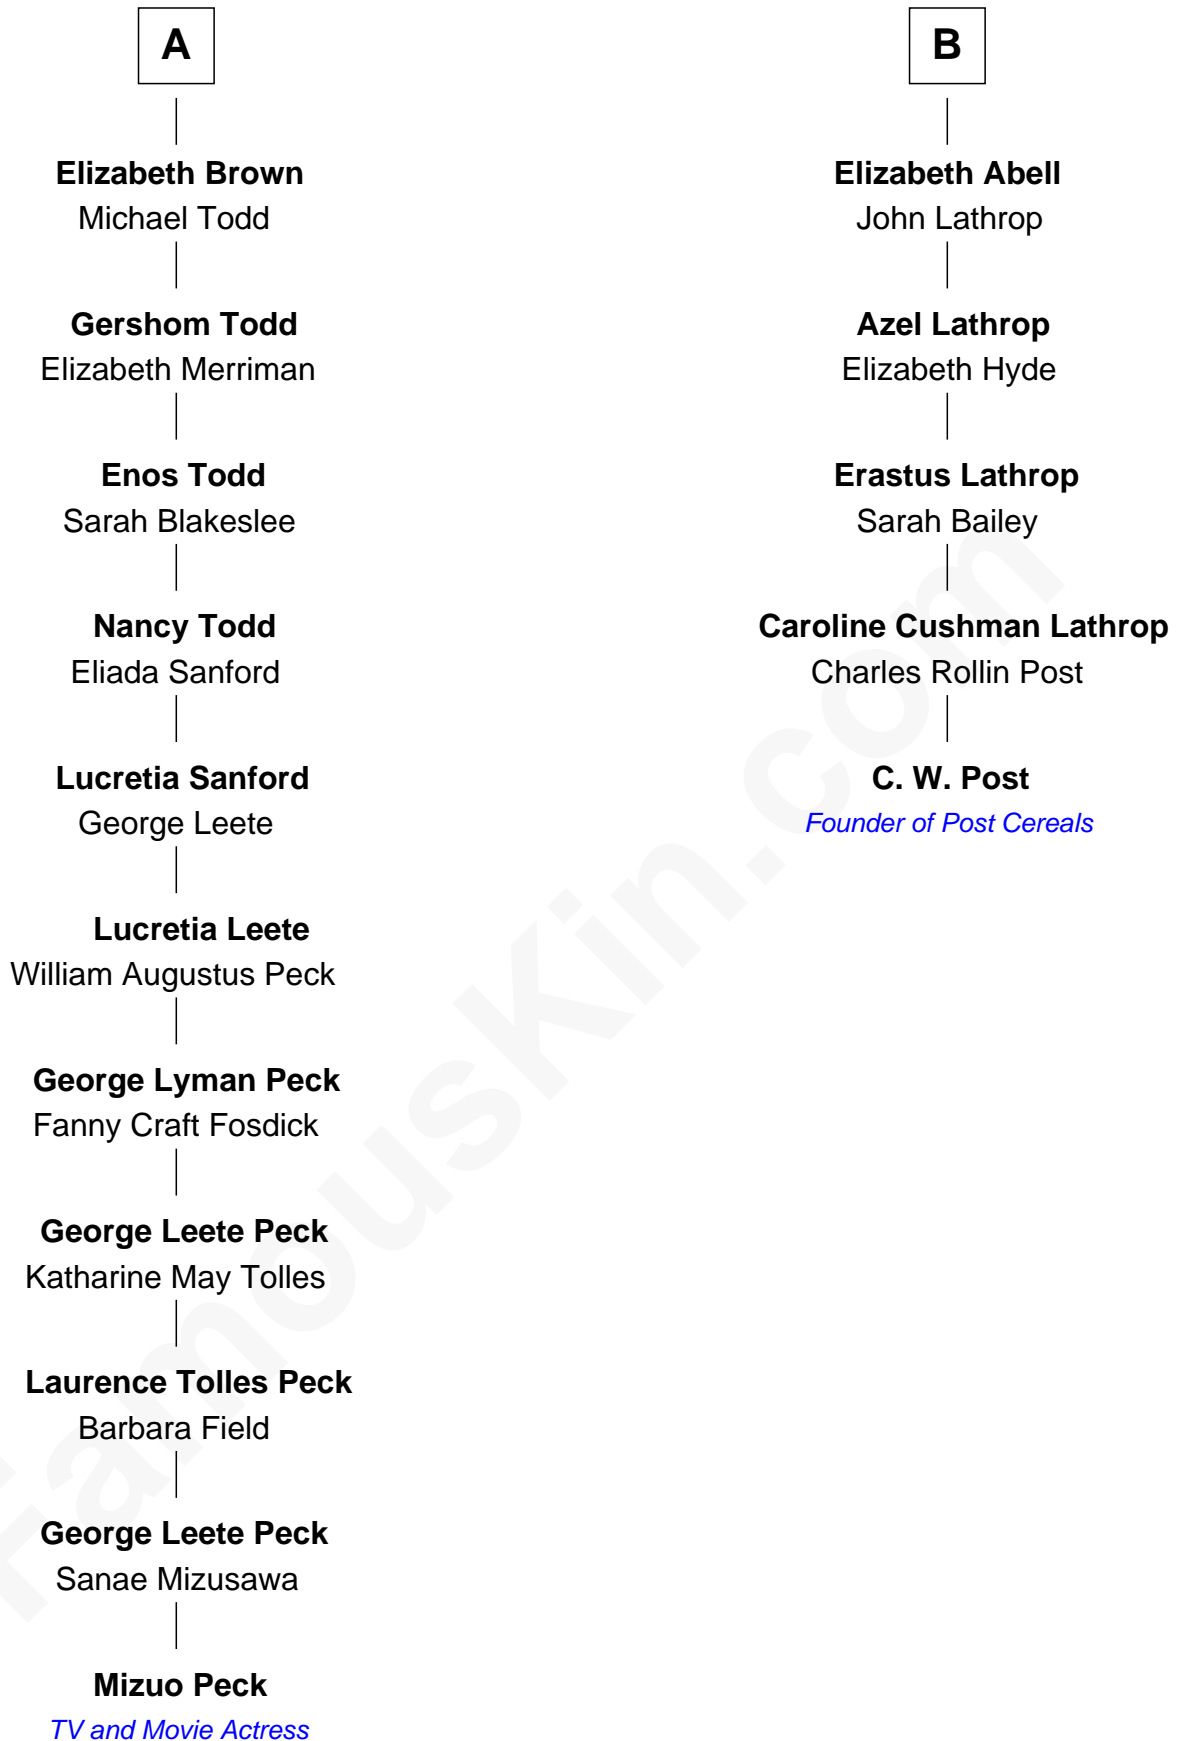 A
Elizabeth Brown
Michael Todd
Gershom Todd
Elizabeth Merriman
Enos Todd
Sarah Blakeslee
Nancy Todd
Eliada Sanford
Lucretia Sanford
George Leete
Lucretia Leete
William Augustus Peck
George Lyman Peck
Fanny Craft Fosdick
George Leete Peck
Katharine May Tolles
Laurence Tolles Peck
Barbara Field
George Leete Peck
Sanae Mizusawa
Mizuo Peck
TV and Movie Actress
B
Elizabeth Abell
John Lathrop
Azel Lathrop
Elizabeth Hyde
Erastus Lathrop
Sarah Bailey
Caroline Cushman Lathrop
Charles Rollin Post
C. W. Post
Founder of Post Cereals
FamousKin.com